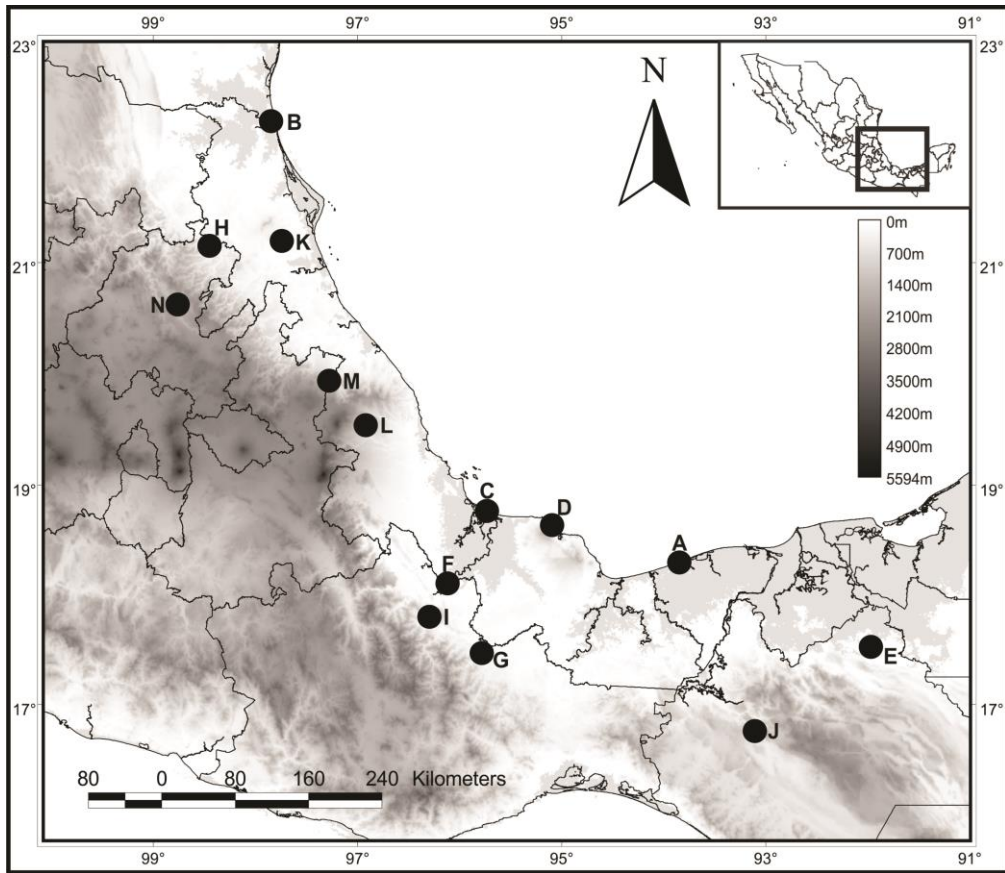 99° 97° 95° 93° 91°
23° 23°
N
B
0m
700m
1400m
2100m
2800m
3500m
4200m
4900m
5594m
H
K
21° 21°
N
M
L
19° 19°
C
D
A
F
I
G
E
17° 17°
J
80 0 80 160 240 Kilometers
99° 97° 95° 93° 91°